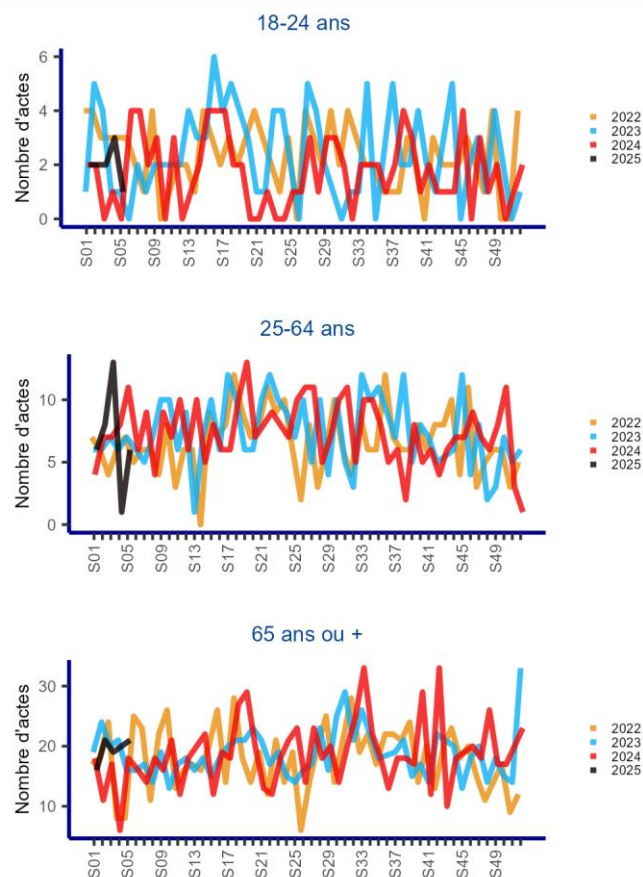 18-24 ans
Nombre d'actes
6
4
2
0
S01
S05
S09
S13
S17
S21
S25
S29
S33
S37
S41
S45
S49
2022
2023
2024
2025
25-64 ans
Nombre d'actes
10
5
0
S01
S05
S09
S13
S17
S21
S25
S29
S33
S37
S41
S45
S49
2022
2023
2024
2025
65 ans ou +
Nombre d'actes
30
20
10
S01
S05
S09
S13
S17
S21
S25
S29
S33
S37
S41
S45
S49
2022
2023
2024
2025